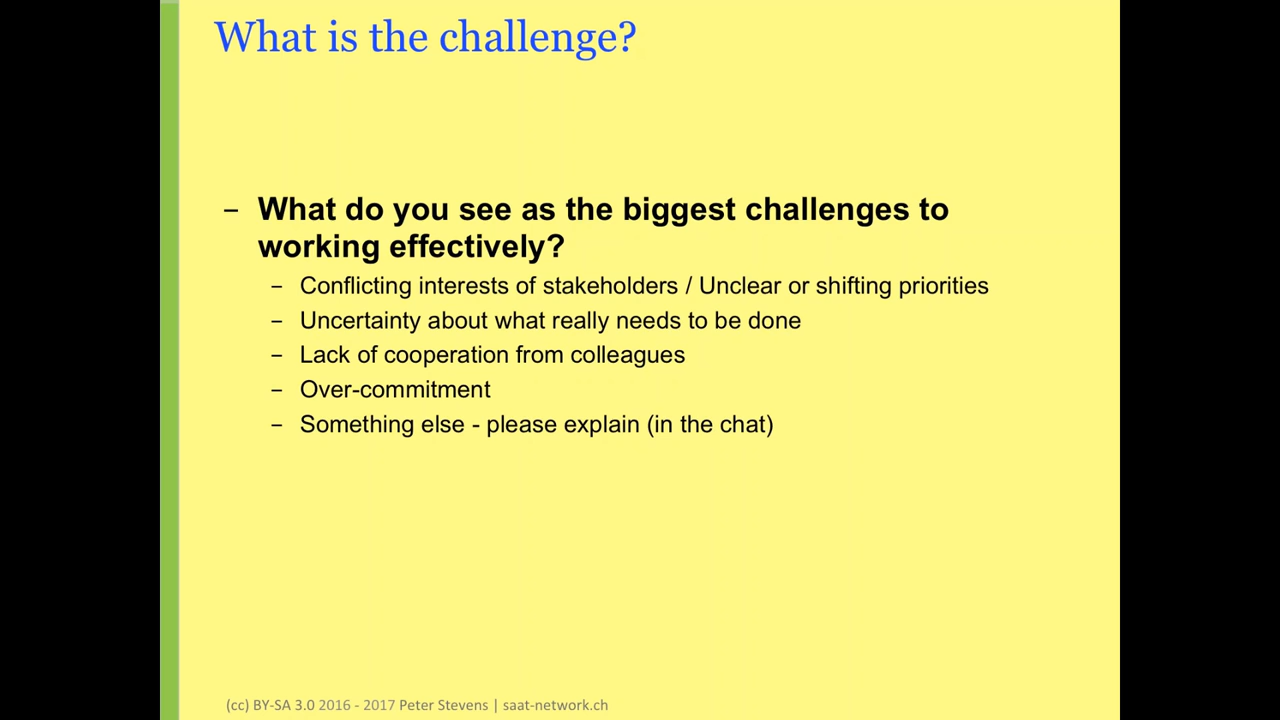 What is the challenge?
– What do you see as the biggest challenges to
working effectively?
– Conflicting interests of stakeholders / Unclear or shifting priorities
– Uncertainty about what really needs to be done
– Lack of cooperation from colleagues
– Over-commitment
– Something else - please explain (in the chat)
(cc) BY-SA 3.0 2016 - 2017 Peter Stevens | saat-network.ch